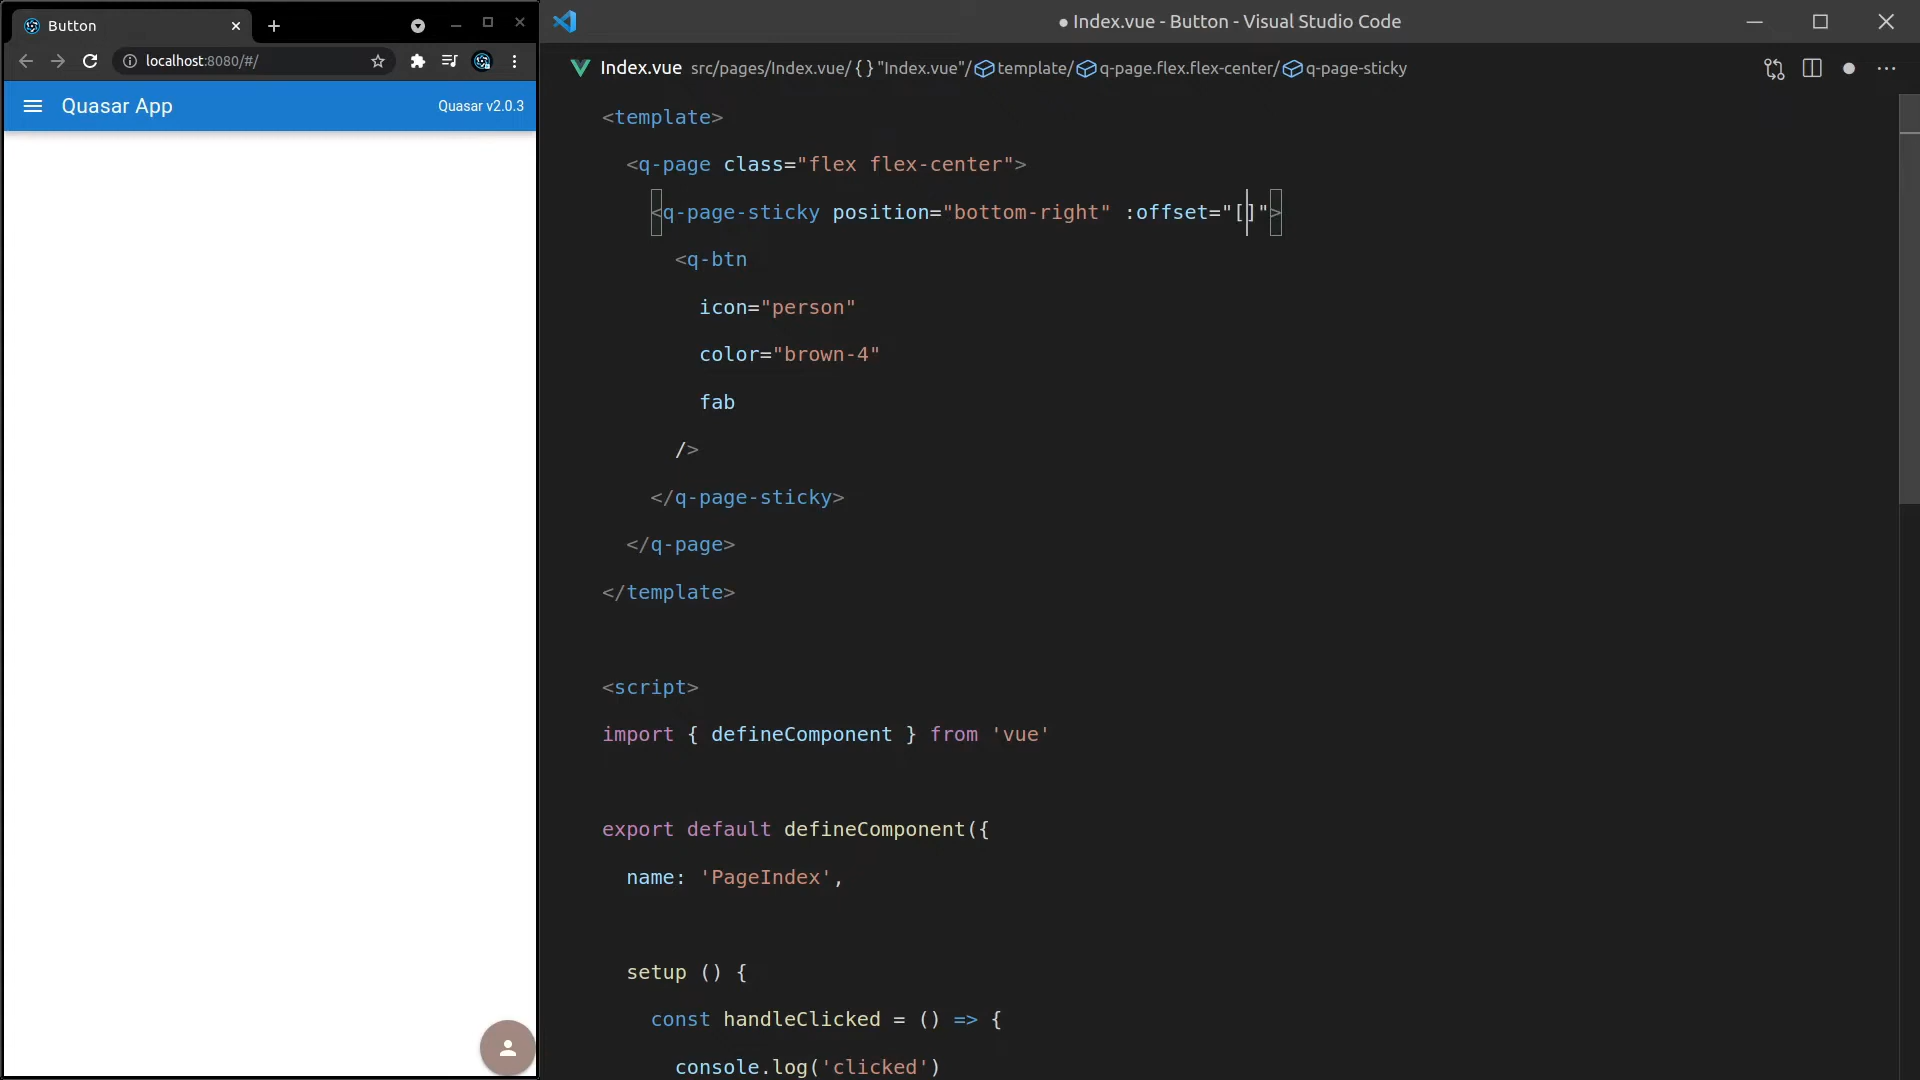 Button
localhost:8080/#/
Quasar App
Quasar v2.0.3
● Index.vue - Button - Visual Studio Code
Index.vue src/pages/Index.vue/ {} "Index.vue"/ template/ q-page.flex.flex-center/ q-page-sticky
<template>
  <q-page class="flex flex-center">
    <q-page-sticky position="bottom-right" :offset="[]">
      <q-btn
        icon="person"
        color="brown-4"
        fab
      />
    </q-page-sticky>
  </q-page>
</template>
<script>
import { defineComponent } from 'vue'
export default defineComponent({
  name: 'PageIndex',
  setup () {
    const handleClicked = () => {
      console.log('clicked')